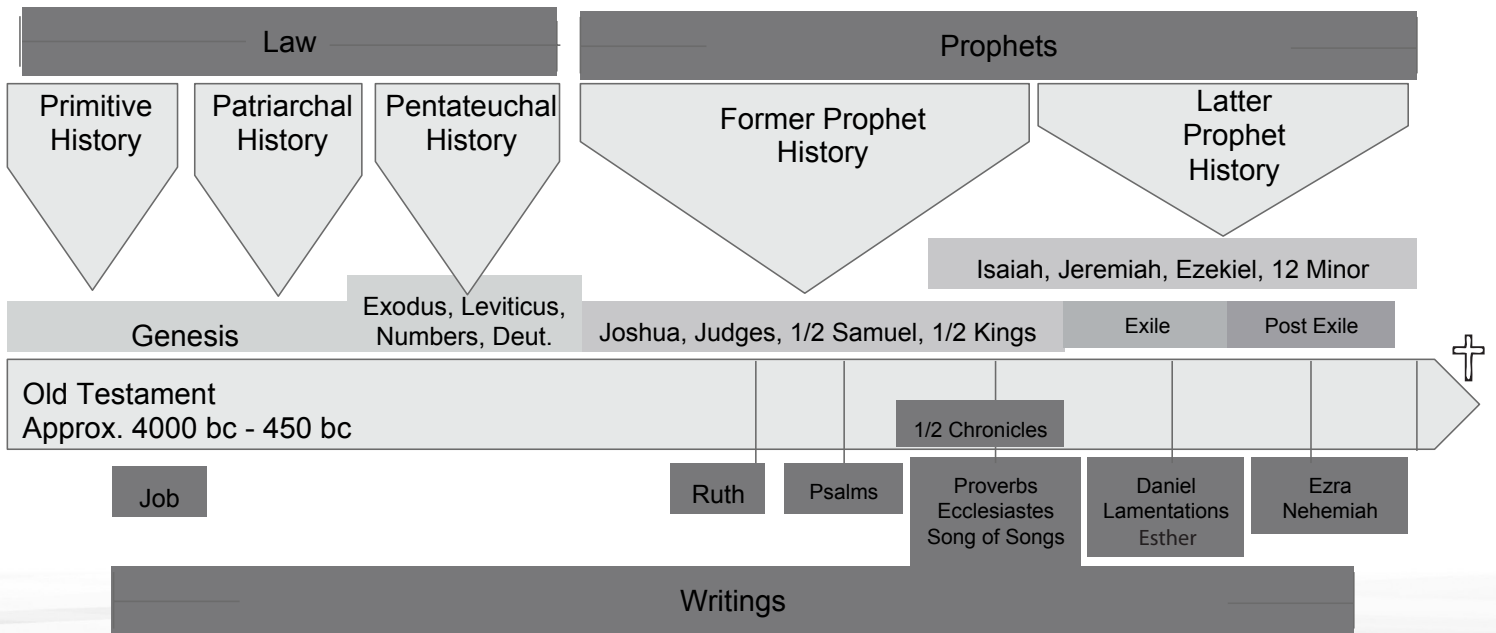 Law
Prophets
Primitive
History
Patriarchal
History
Pentateuchal
History
Former Prophet
History
Latter
Prophet
History
Isaiah, Jeremiah, Ezekiel, 12 Minor
Genesis
Exodus, Leviticus,
Numbers, Deut.
Joshua, Judges, 1/2 Samuel, 1/2 Kings
Exile
Post Exile
Old Testament
Approx. 4000 bc - 450 bc
1/2 Chronicles
Job
Ruth
Psalms
Proverbs
Ecclesiastes
Song of Songs
Daniel
Lamentations
Esther
Ezra
Nehemiah
Writings